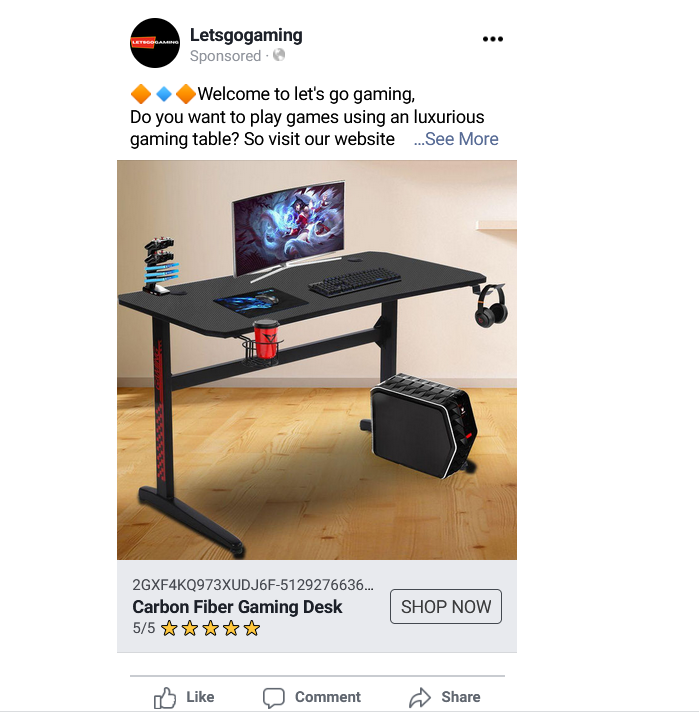 LETSGOGAMING
Letsgogaming
Sponsored ·
🔶🔹🔶Welcome to let's go gaming,
Do you want to play games using an luxurious
gaming table? So visit our website ...See More
2GXF4KQ973XUDJ6F-5129276636...
Carbon Fiber Gaming Desk
SHOP NOW
5/5 ⭐⭐⭐⭐⭐
Like Comment Share